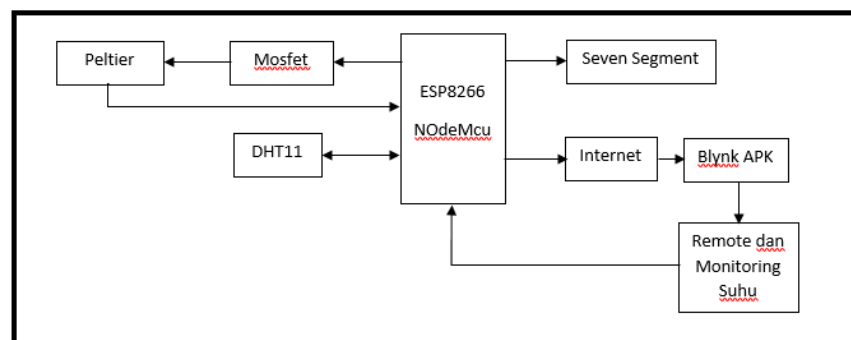 Peltier
Mosfet
ESP8266
NOdeMcu
Seven Segment
DHT11
Internet
Blynk APK
Remote dan
Monitoring
Suhu